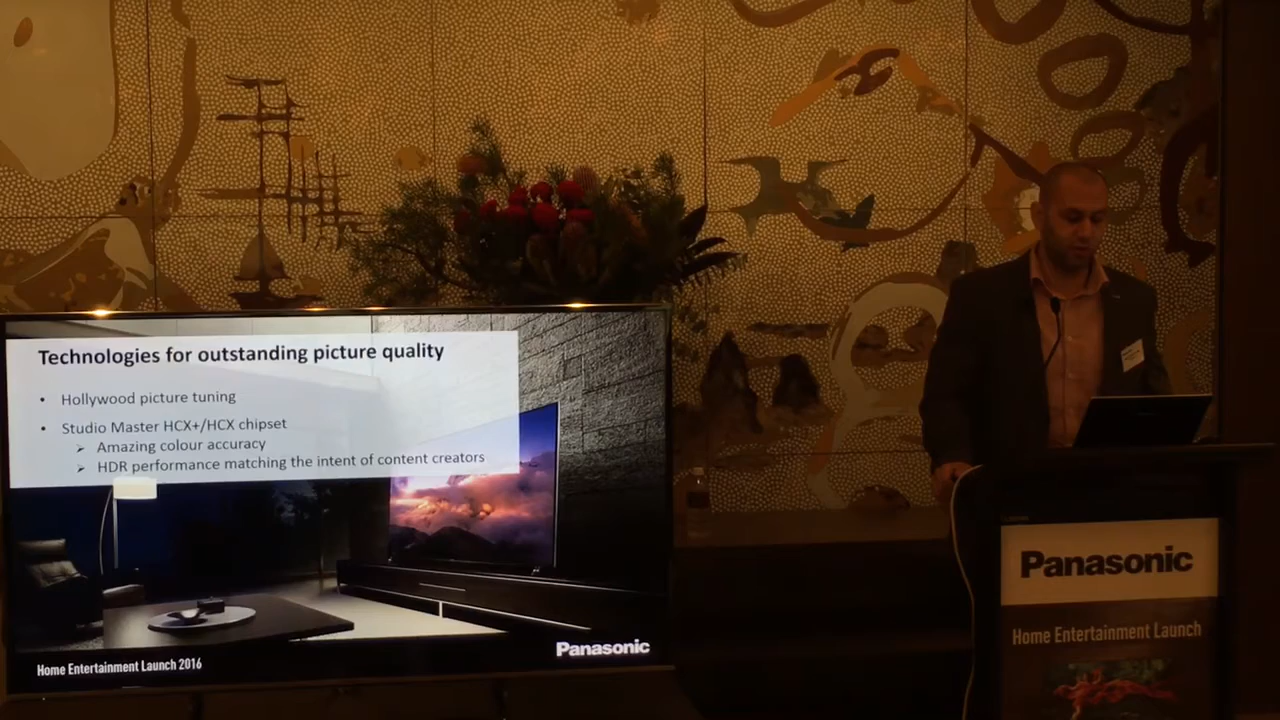 Technologies for outstanding picture quality
• Hollywood picture tuning
• Studio Master HCX+/HCX chipset
➢ Amazing colour accuracy
➢ HDR performance matching the intent of content creators
Panasonic
Home Entertainment Launch 2016
Panasonic
Home Entertainment Launch